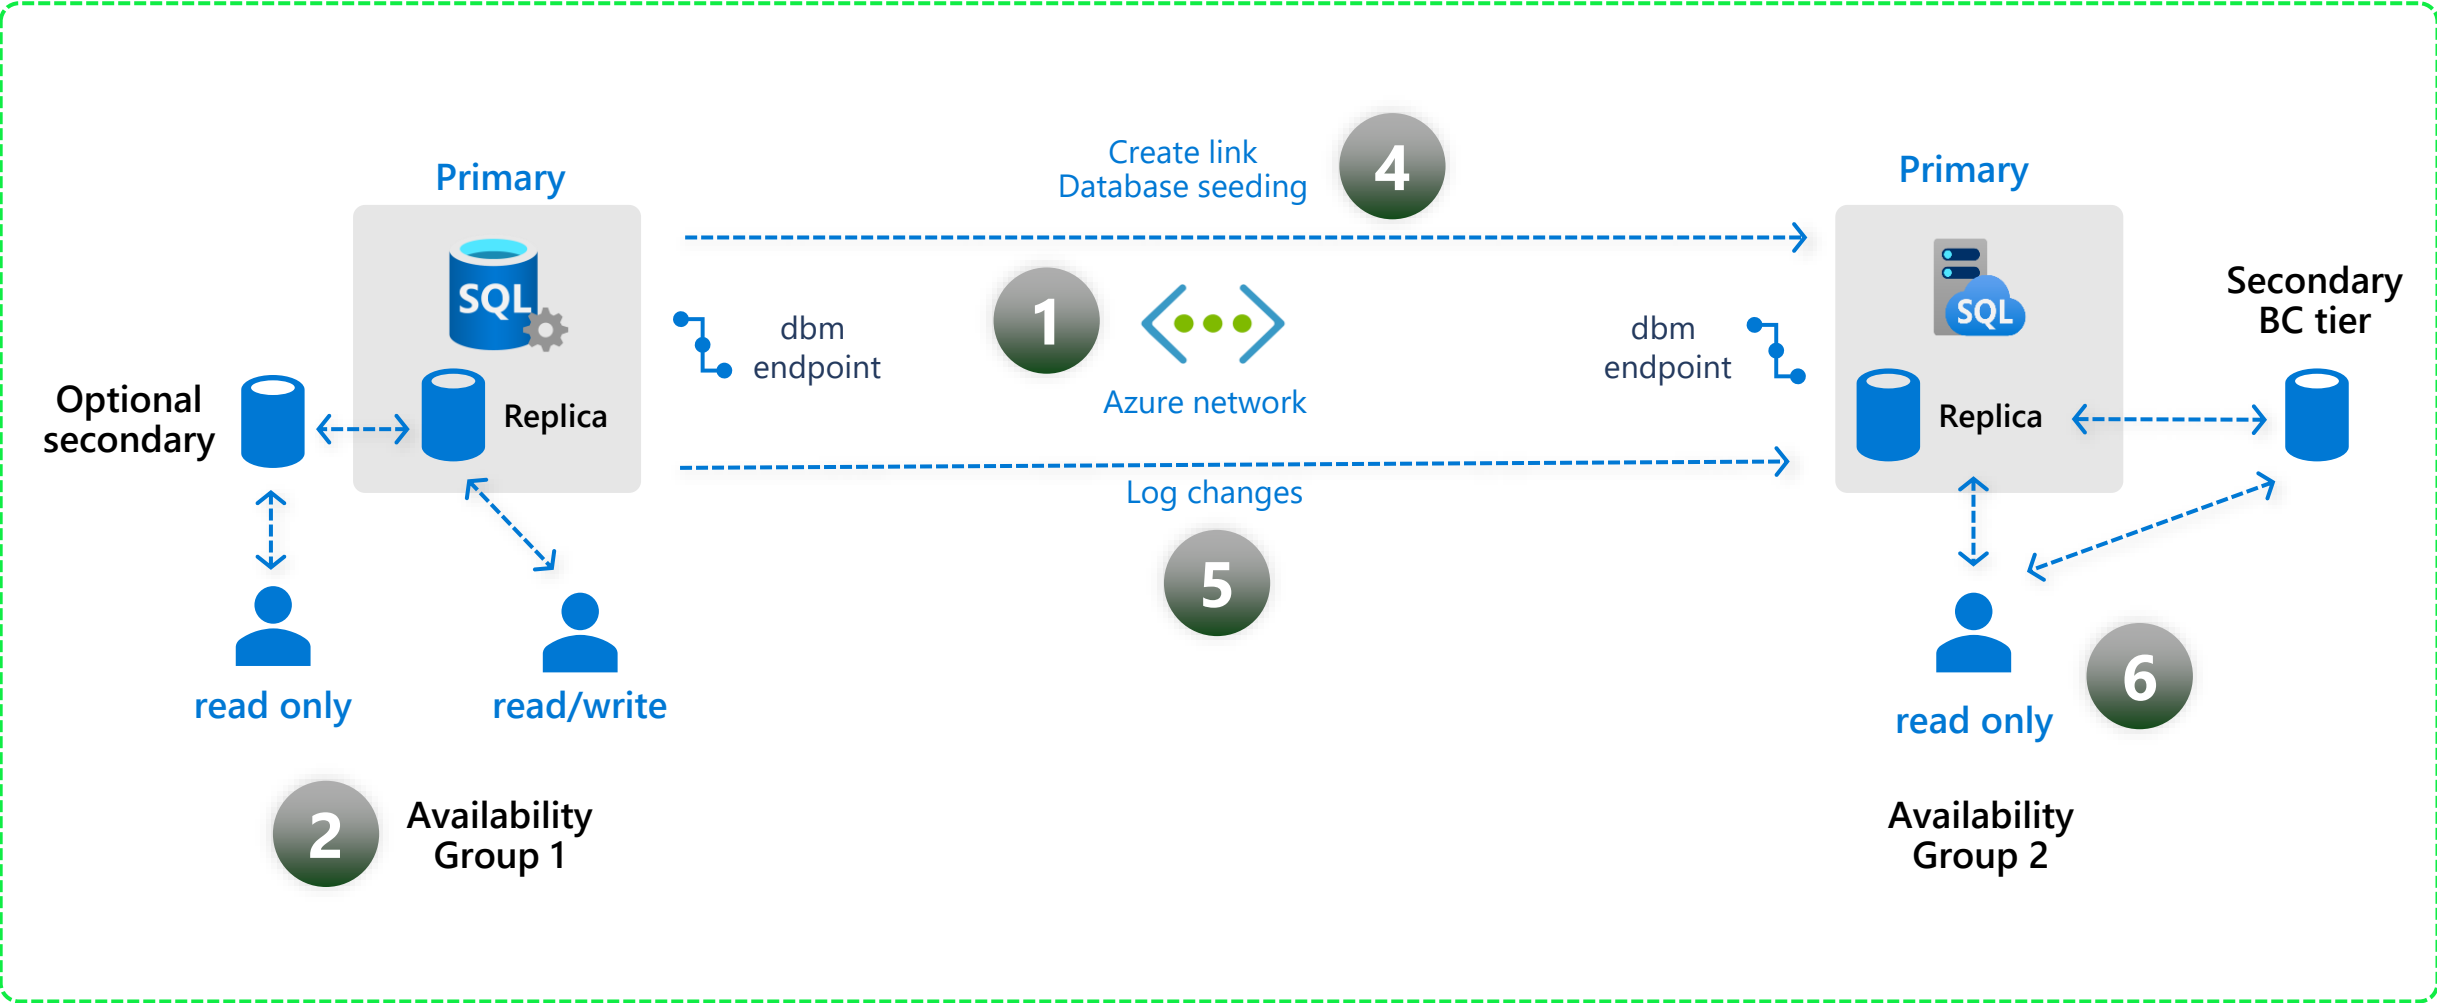 Create link
Database seeding
4
Primary
Primary
SQL
1
SQL
Secondary
BC tier
dbm
endpoint
dbm
endpoint
Optional
secondary
Replica
Azure network
Replica
Log changes
5
read only
read/write
6
read only
2
Availability
Group 1
Availability
Group 2